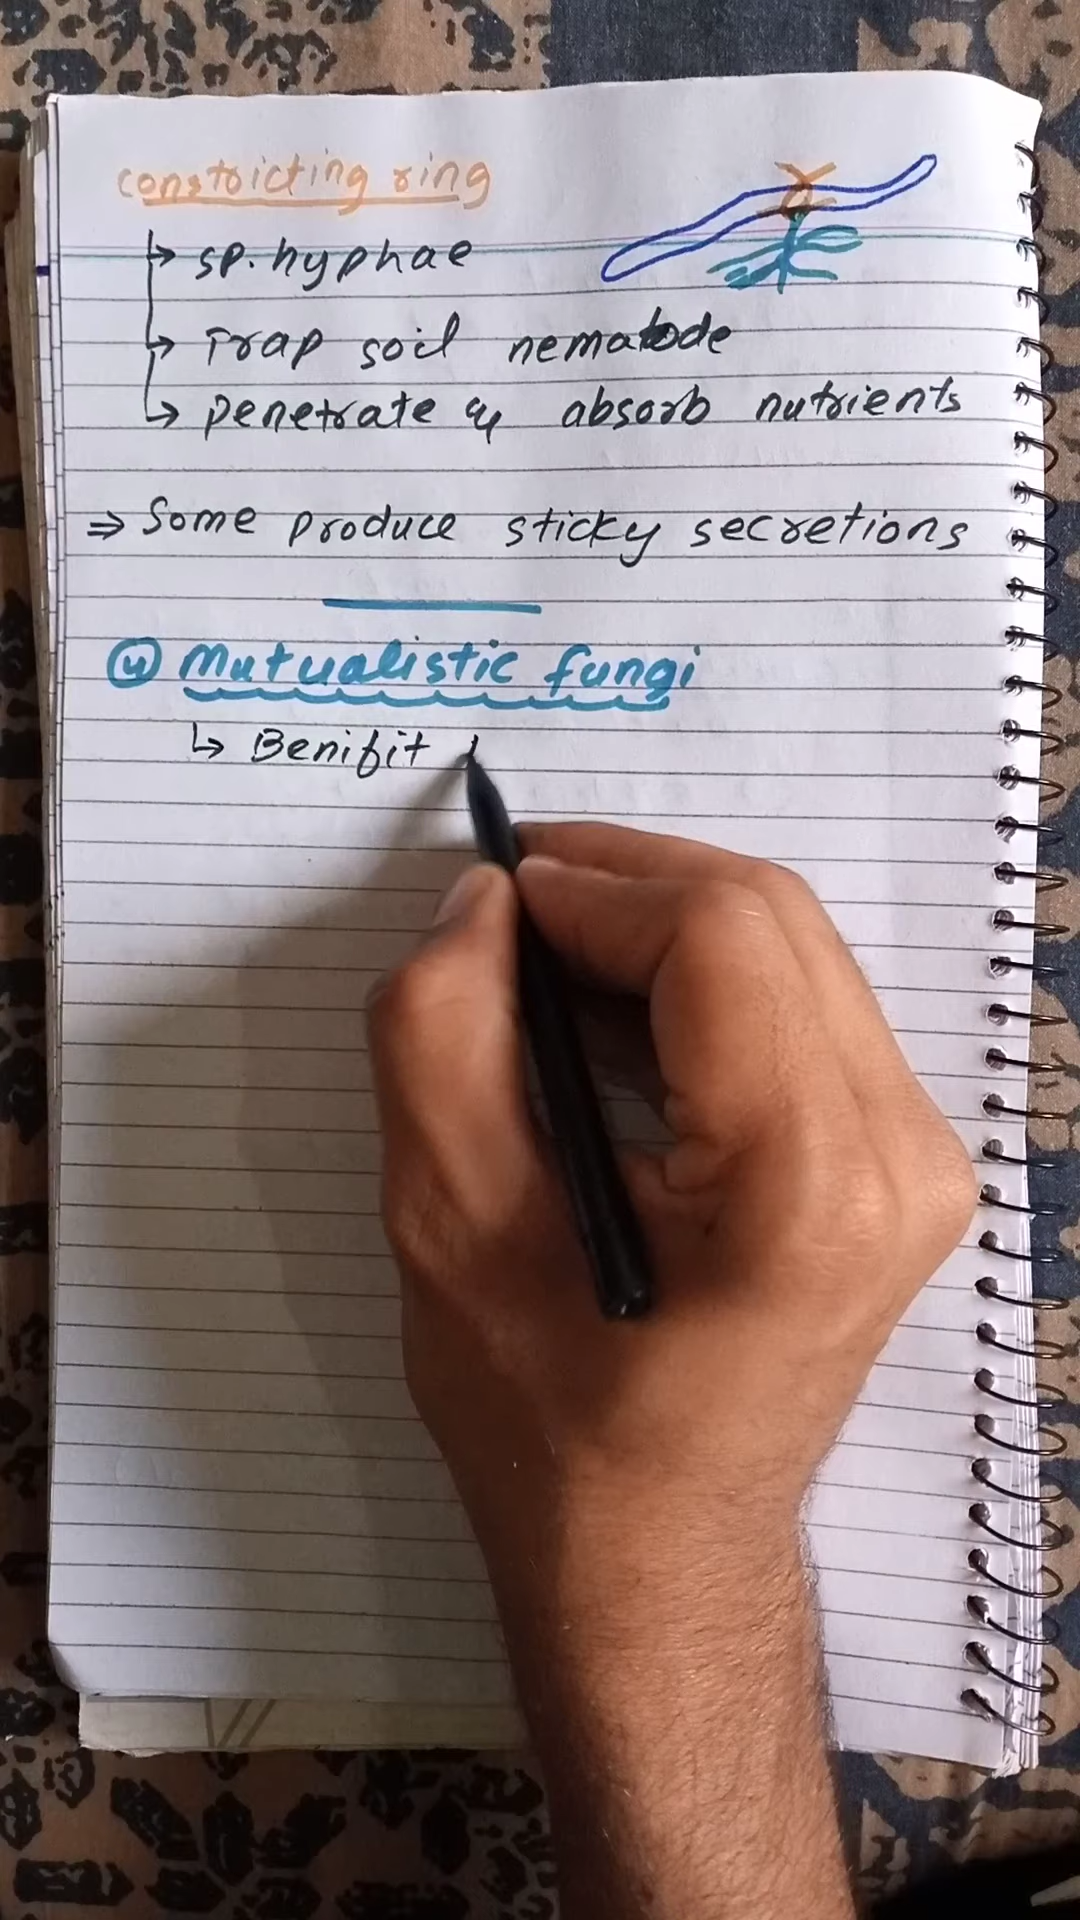 constricting ring
↳ sp. hyphae
↳ Trap soil nematode
↳ Penetrate & absorb nutrients
⇒ Some produce sticky secretions
④ Mutualistic fungi
↳ Benifit